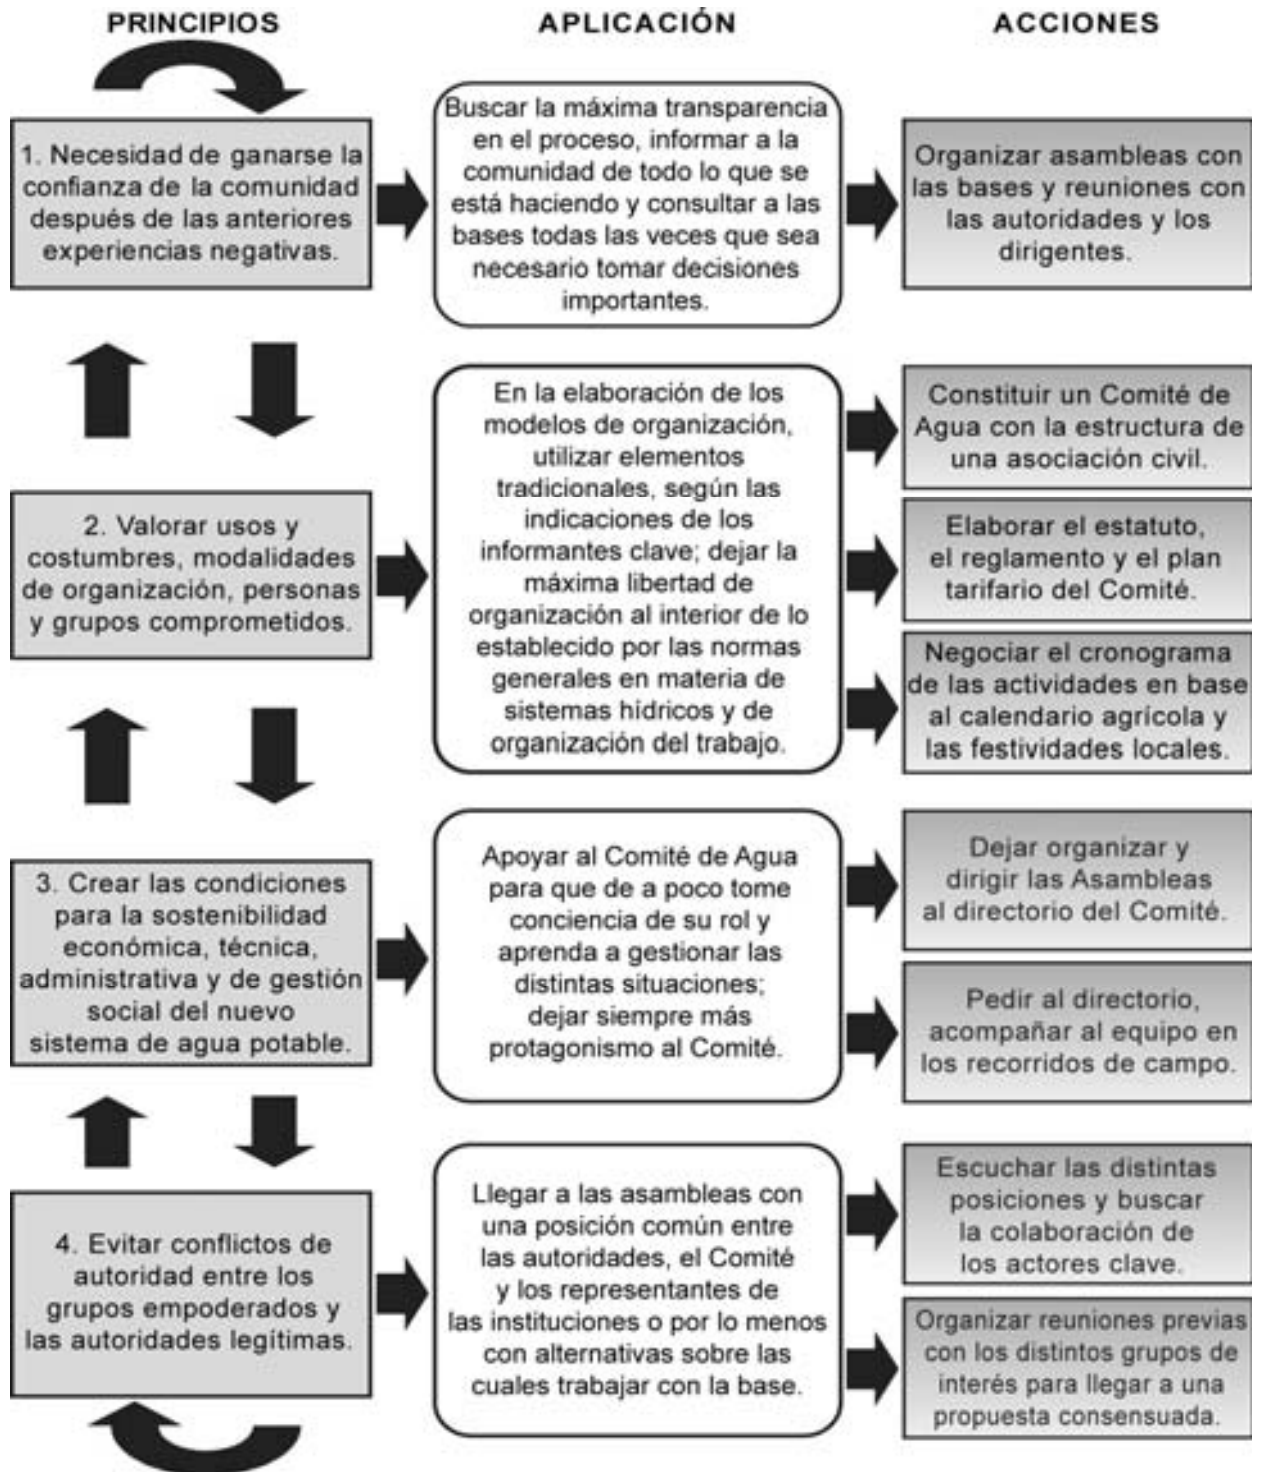 PRINCIPIOS
APLICACIÓN
ACCIONES
1. Necesidad de ganarse la
confianza de la comunidad
después de las anteriores
experiencias negativas.
Buscar la máxima transparencia
en el proceso, informar a la
comunidad de todo lo que se
está haciendo y consultar a las
bases todas las veces que sea
necesario tomar decisiones
importantes.
Organizar asambleas con
las bases y reuniones con
las autoridades y los
dirigentes.
2. Valorar usos y
costumbres, modalidades
de organización, personas
y grupos comprometidos.
En la elaboración de los
modelos de organización,
utilizar elementos
tradicionales, según las
indicaciones de los
informantes clave; dejar la
máxima libertad de
organización al interior de lo
establecido por las normas
generales en materia de
sistemas hídricos y de
organización del trabajo.
Constituir un Comité de
Agua con la estructura de
una asociación civil.
Elaborar el estatuto,
el reglamento y el plan
tarifario del Comité.
Negociar el cronograma
de las actividades en base
al calendario agrícola y
las festividades locales.
3. Crear las condiciones
para la sostenibilidad
económica, técnica,
administrativa y de gestión
social del nuevo
sistema de agua potable.
Apoyar al Comité de Agua
para que de a poco tome
conciencia de su rol y
aprenda a gestionar las
distintas situaciones;
dejar siempre más
protagonismo al Comité.
Dejar organizar y
dirigir las Asambleas
al directorio del Comité.
Pedir al directorio,
acompañar al equipo en
los recorridos de campo.
4. Evitar conflictos de
autoridad entre los
grupos empoderados y
las autoridades legítimas.
Llegar a las asambleas con
una posición común entre
las autoridades, el Comité
y los representantes de
las instituciones o por lo menos
con alternativas sobre las
cuales trabajar con la base.
Escuchar las distintas
posiciones y buscar
la colaboración de
los actores clave.
Organizar reuniones previas
con los distintos grupos de
interés para llegar a una
propuesta consensuada.